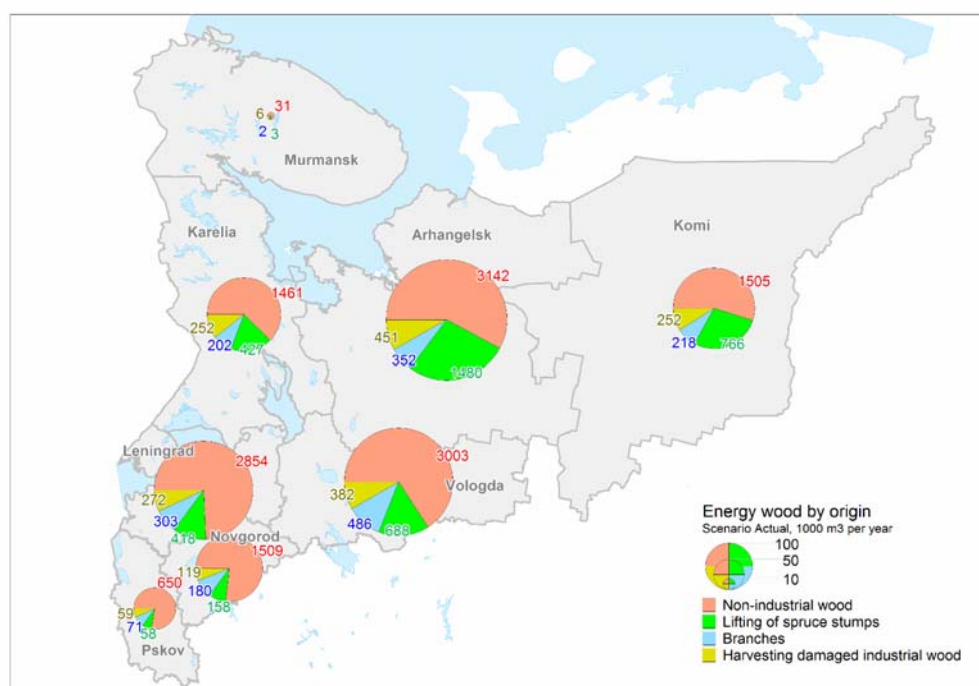 6 31
2 3
Murmansk
Karelia
Arhangelsk
Komi
3142
1461
1505
252
451
252
202
427
352
1480
218
766
Leningrad
2854
3003
272
382
Vologda
303
418
486
688
Novgorod
1509
119
650
180
158
59
71
58
Pskov
Energy wood by origin
Scenario Actual, 1000 m3 per year
100
50
10
Non-industrial wood
Lifting of spruce stumps
Branches
Harvesting damaged industrial wood